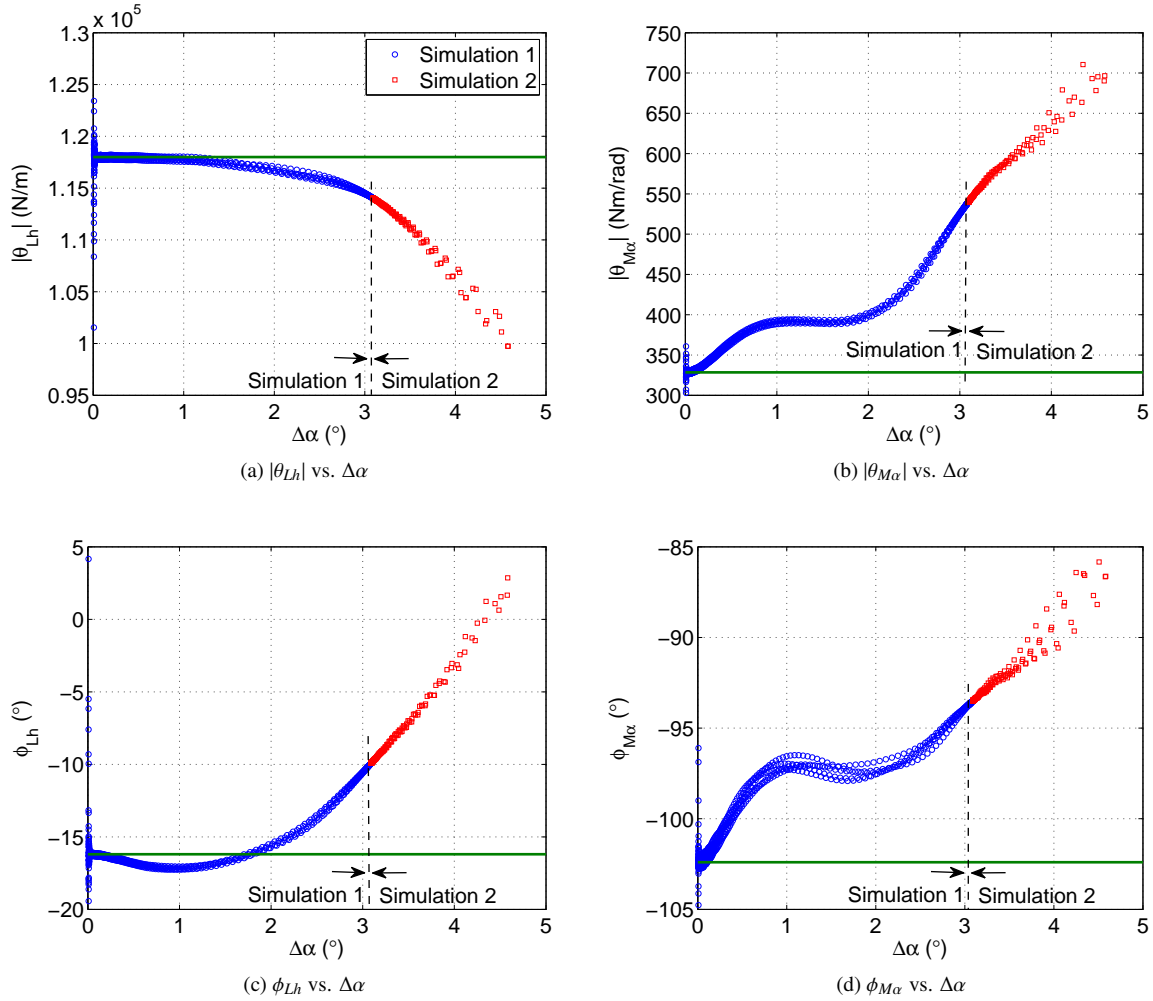 x 10⁵
1.3
1.25
1.2
1.15
1.1
1.05
1
0.95
|θ_Lh| (N/m)
Simulation 1
Simulation 2
Simulation 1 Simulation 2
0 1 2 3 4 5
Δα (°)
(a) |θ_Lh| vs. Δα
750
700
650
600
550
500
450
400
350
300
|θ_Mα| (Nm/rad)
Simulation 1 Simulation 2
0 1 2 3 4 5
Δα (°)
(b) |θ_Mα| vs. Δα
5
0
−5
−10
−15
−20
ϕ_Lh (°)
Simulation 1 Simulation 2
0 1 2 3 4 5
Δα (°)
(c) ϕ_Lh vs. Δα
−85
−90
−95
−100
−105
ϕ_Mα (°)
Simulation 1 Simulation 2
0 1 2 3 4 5
Δα (°)
(d) ϕ_Mα vs. Δα